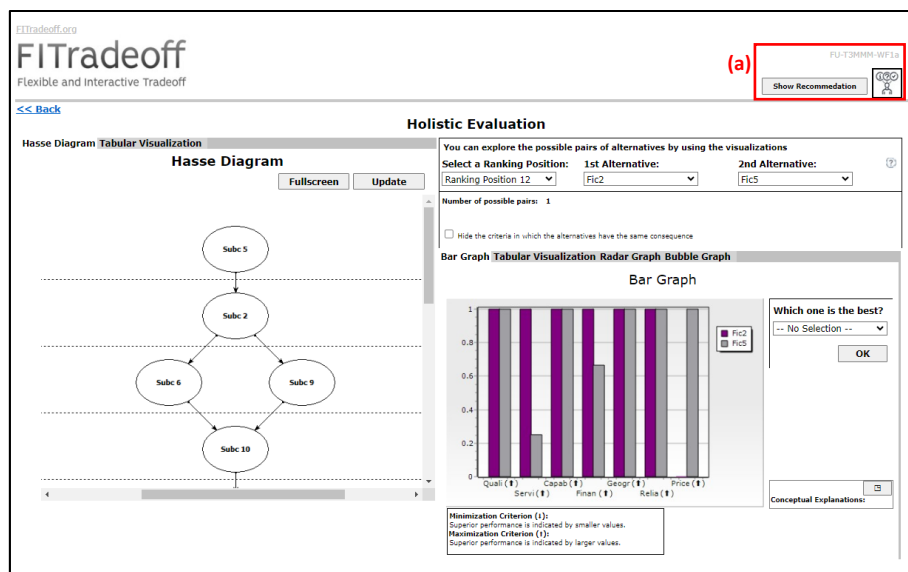 FITradeoff.org
FITradeoff
Flexible and Interactive Tradeoff
(a)
FU-T3MMM-WF1a
Show Recommedation
<< Back
Holistic Evaluation
Hasse Diagram Tabular Visualization
Hasse Diagram
Fullscreen Update
Subc 5
Subc 2
Subc 6 Subc 9
Subc 10
You can explore the possible pairs of alternatives by using the visualizations
Select a Ranking Position: 1st Alternative: 2nd Alternative:
Ranking Position 12 Fic2 Fic5
Number of possible pairs: 1
Hide the criteria in which the alternatives have the same consequence
Bar Graph Tabular Visualization Radar Graph Bubble Graph
Bar Graph
1
0.8
0.6
0.4
0.2
0
Quali (⬆) Capab (⬆) Geogr (⬆) Price (⬆)
Servi (⬆) Finan (⬆) Relia (⬆)
Fic2
Fic5
Which one is the best?
-- No Selection --
OK
Conceptual Explanations:
Minimization Criterion (⬇):
Superior performance is indicated by smaller values.
Maximization Criterion (⬆):
Superior performance is indicated by larger values.